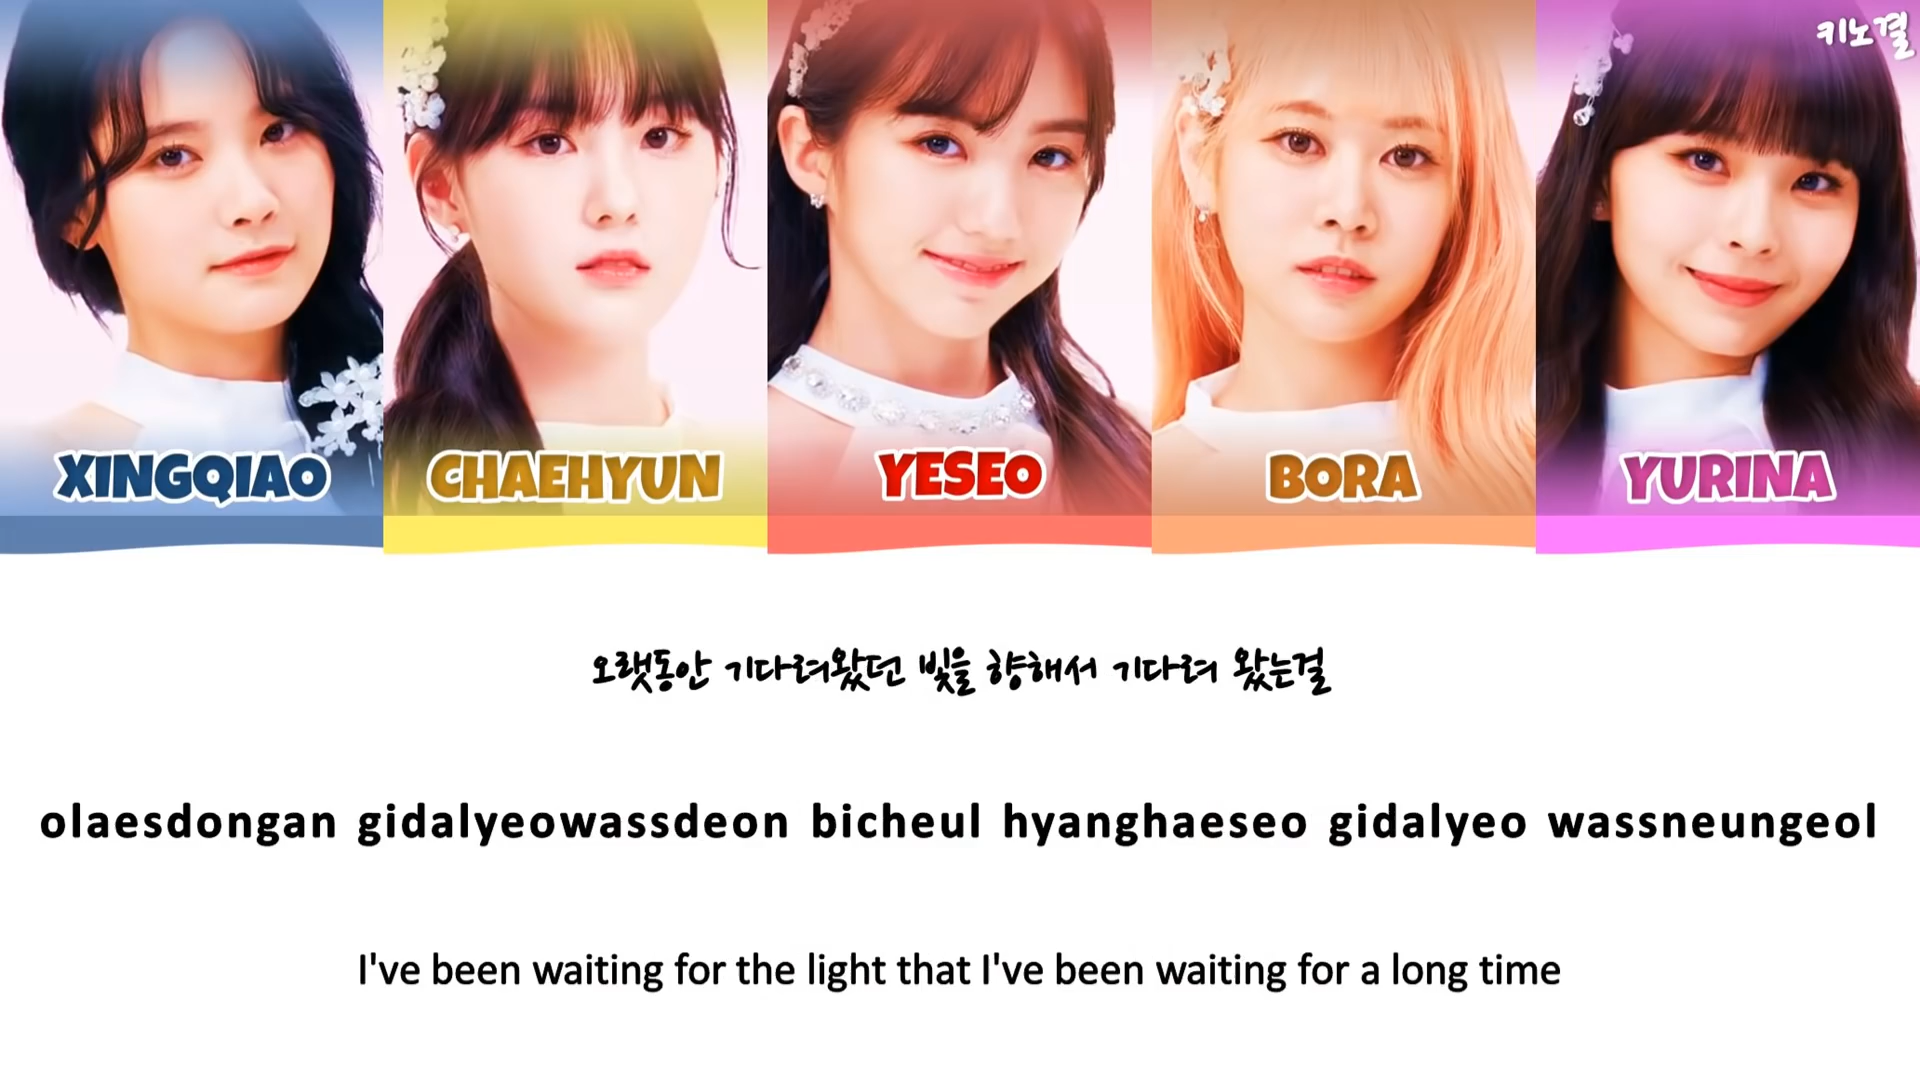 키노결
XINGQIAO CHAEHYUN YESEO BORA YURINA
오랫동안 기다려왔던 빛을 향해서 기다려 왔는걸
olaesdongan gidalyeowassdeon bicheul hyanghaeseo gidalyeo wassneungeol
I've been waiting for the light that I've been waiting for a long time